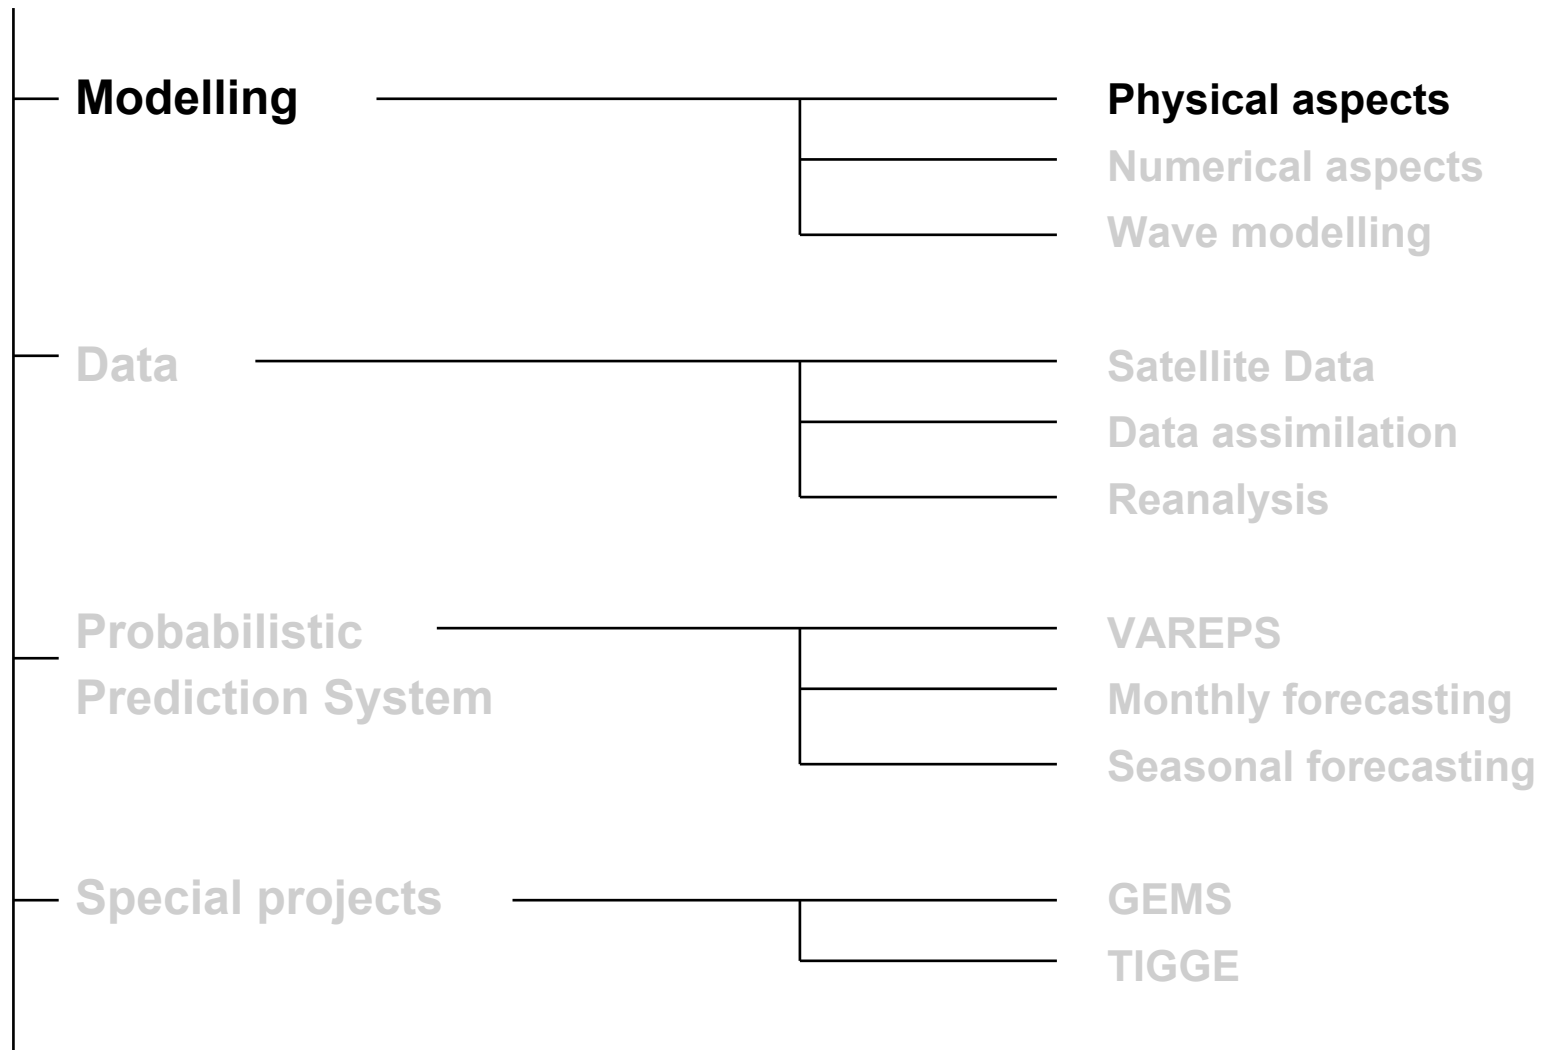 Modelling
Physical aspects
Numerical aspects
Wave modelling
Data
Satellite Data
Data assimilation
Reanalysis
Probabilistic
Prediction System
VAREPS
Monthly forecasting
Seasonal forecasting
Special projects
GEMS
TIGGE